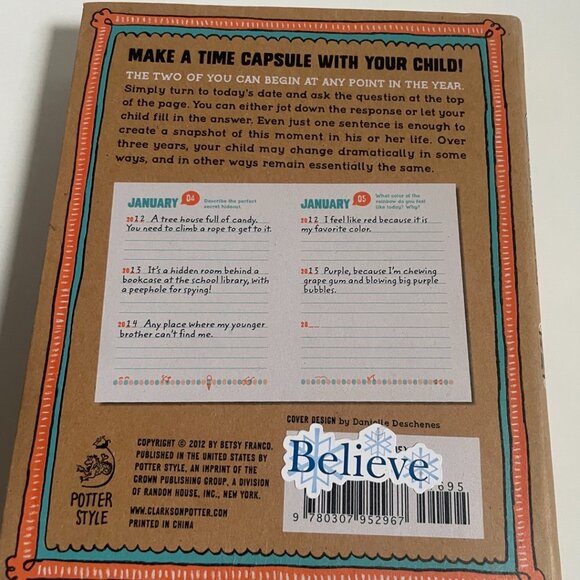 MAKE A TIME CAPSULE WITH YOUR CHILD!
THE TWO OF YOU CAN BEGIN AT ANY POINT IN THE YEAR.
Simply turn to today's date and ask the question at the top
of the page. You can either jot down the response or let your
child fill in the answer. Even just one sentence is enough to
create a snapshot of this moment in his or her life. Over
three years, your child may change dramatically in some
ways, and in other ways remain essentially the same.
JANUARY 04
Describe the perfect
secret hideout.
2012 A tree house full of candy.
You need to climb a rope to get to it.
2013 It's a hidden room behind a
bookcase at the school library, with
a peephole for spying!
2014 Any place where my younger
brother can't find me.
JANUARY 05
What color of the
rainbow do you feel
like today? Why?
2012 I feel like red because it is
my favorite color.
2013 Purple, because I'm chewing
grape gum and blowing big purple
bubbles.
20
COVER DESIGN by Danielle Deschenes
COPYRIGHT © 2012 BY BETSY FRANCO.
PUBLISHED IN THE UNITED STATES BY
POTTER STYLE, AN IMPRINT OF THE
CROWN PUBLISHING GROUP, A DIVISION
OF RANDOM HOUSE, INC., NEW YORK.
WWW.CLARKSONPOTTER.COM
PRINTED IN CHINA
POTTER
STYLE
Believe
695
9 780307 952967